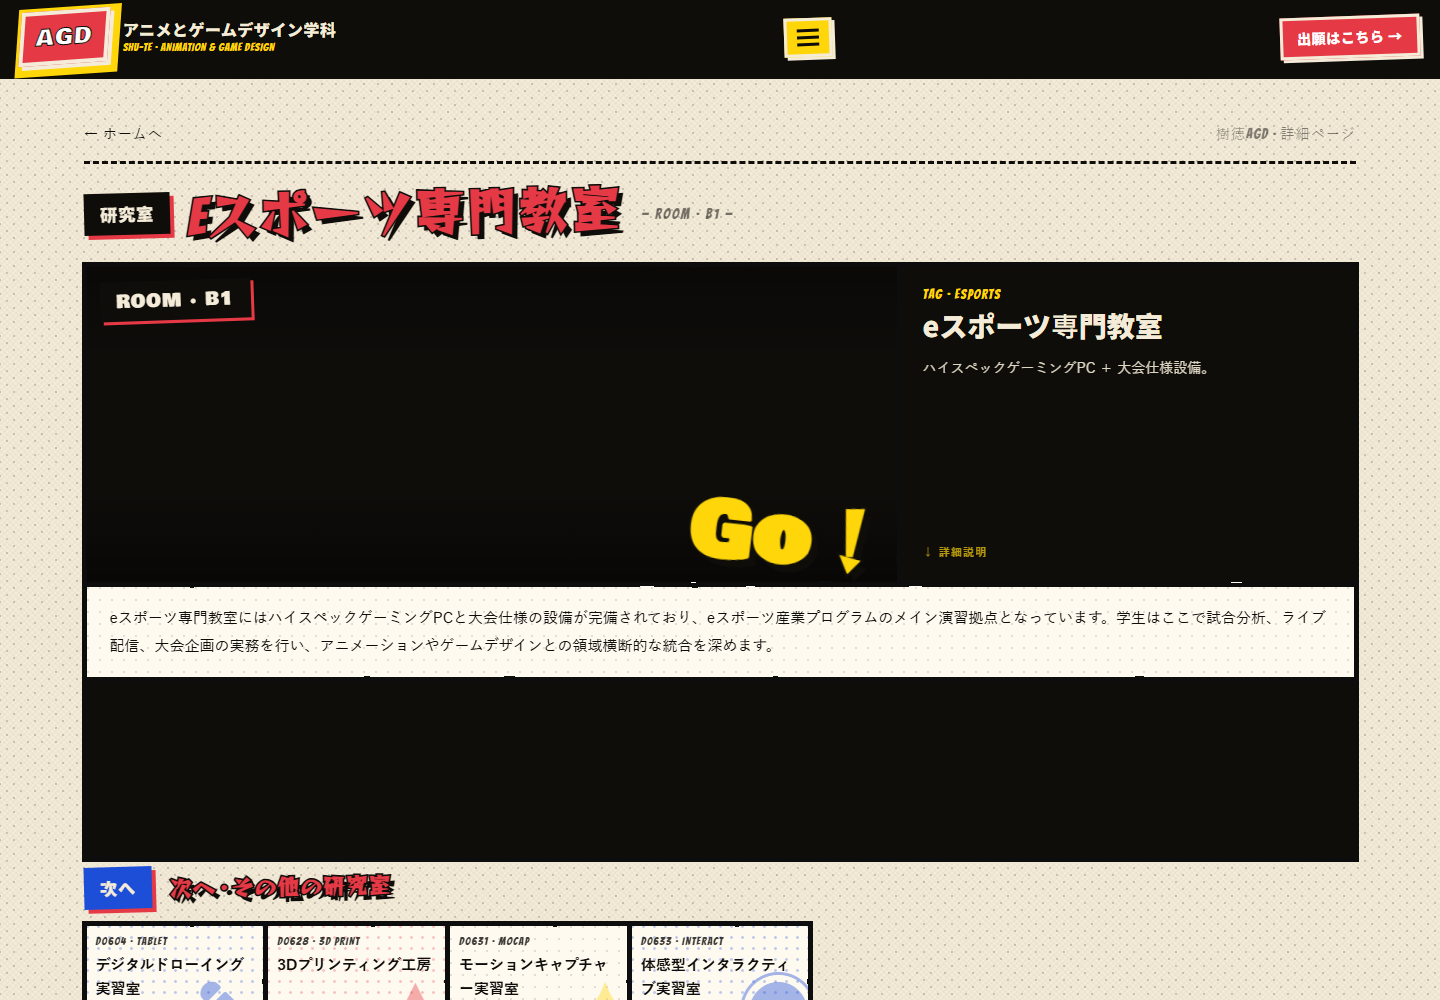 AGD
アニメとゲームデザイン学科
SHU-TE · ANIMATION & GAME DESIGN
出願はこちら →
← ホームへ
樹徳AGD · 詳細ページ
研究室
Eスポーツ専門教室
— ROOM · B1 —
ROOM · B1
TAG · ESPORTS
eスポーツ専門教室
ハイスペックゲーミングPC + 大会仕様設備。
Go！
↓ 詳細説明
eスポーツ専門教室にはハイスペックゲーミングPCと大会仕様の設備が完備されており、eスポーツ産業プログラムのメイン演習拠点となっています。学生はここで試合分析、ライブ
配信、大会企画の実務を行い、アニメーションやゲームデザインとの領域横断的な統合を深めます。
次へ
次へ · その他の研究室
D0604 · TABLET
デジタルドローイング
実習室
D0628 · 3D PRINT
3Dプリンティング工房
D0631 · MOCAP
モーションキャプチャ
ー実習室
D0633 · INTERACT
体感型インタラクティ
ブ実習室